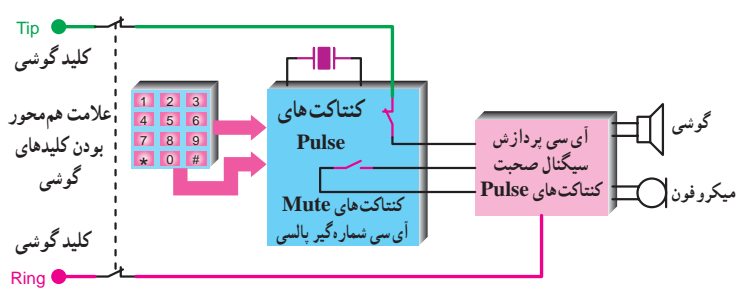 Tip
کلید گوشی
علامت هم‌محور
بودن کلیدهای
گوشی
کلید گوشی
Ring
1 2 3
4 5 6
7 8 9
* 0 #
کنتاکت‌های
Pulse
کنتاکت‌های Mute
آی‌سی شماره‌گیر پالسی
آی‌سی پردازش
سیگنال صحبت
کنتاکت‌های Pulse
گوشی
میکروفون